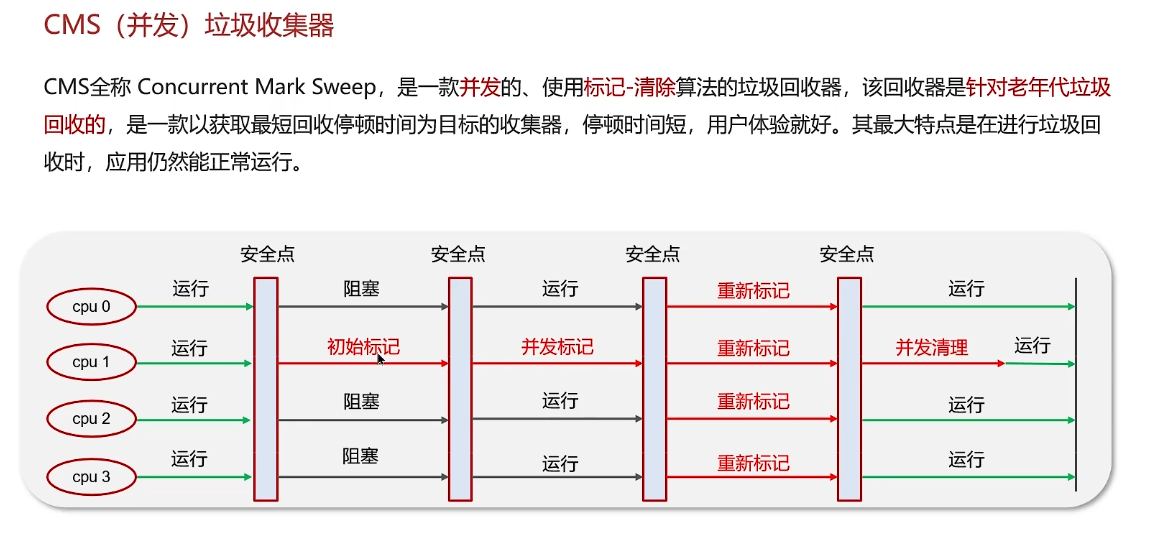 CMS（并发）垃圾收集器
CMS全称 Concurrent Mark Sweep，是一款并发的、使用标记-清除算法的垃圾回收器，该回收器是针对老年代垃圾
回收的，是一款以获取最短回收停顿时间为目标的收集器，停顿时间短，用户体验就好。其最大特点是在进行垃圾回
收时，应用仍然能正常运行。
安全点 安全点 安全点 安全点
cpu 0 运行 阻塞 运行 重新标记 运行
cpu 1 运行 初始标记 并发标记 重新标记 并发清理 运行
cpu 2 运行 阻塞 运行 重新标记 运行
cpu 3 运行 阻塞 运行 重新标记 运行